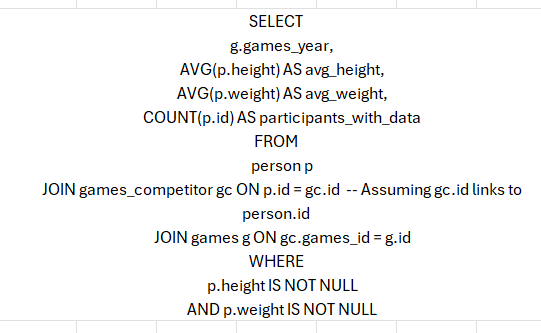 SELECT
g.games_year,
AVG(p.height) AS avg_height,
AVG(p.weight) AS avg_weight,
COUNT(p.id) AS participants_with_data
FROM
person p
JOIN games_competitor gc ON p.id = gc.id -- Assuming gc.id links to
person.id
JOIN games g ON gc.games_id = g.id
WHERE
p.height IS NOT NULL
AND p.weight IS NOT NULL